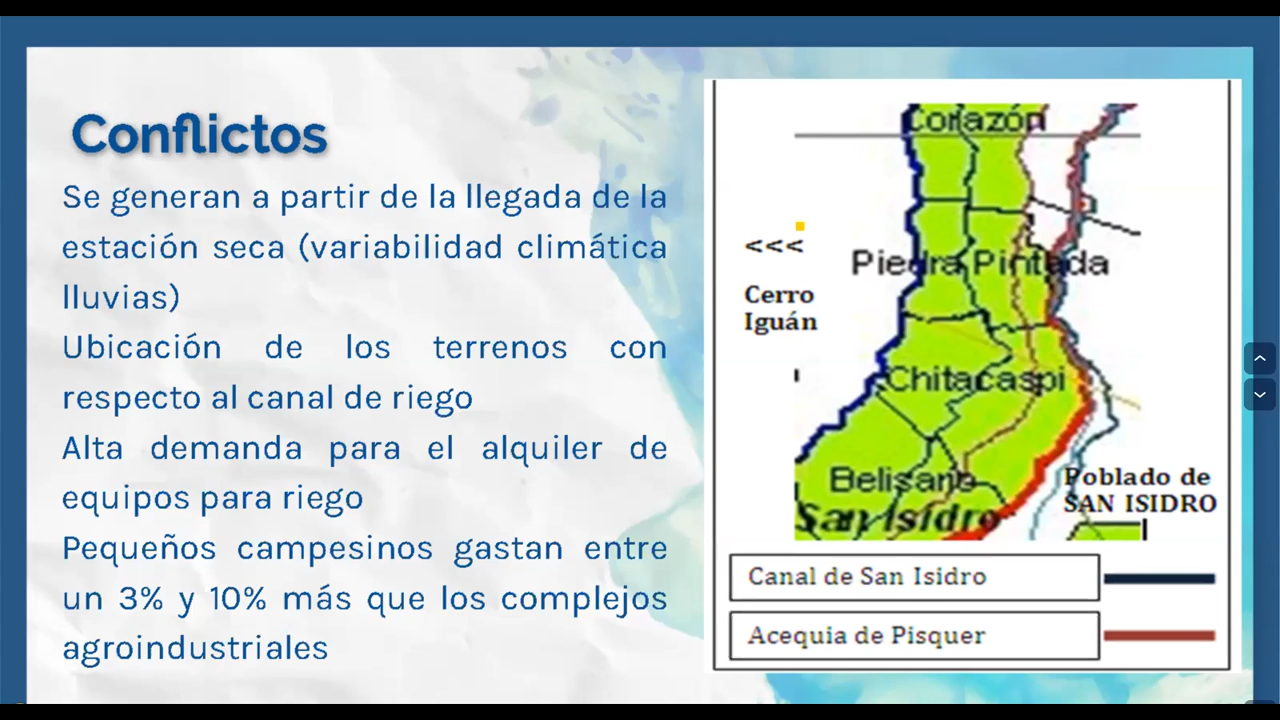 Conflictos
Se generan a partir de la llegada de la
estación seca (variabilidad climática
lluvias)
Ubicación de los terrenos con
respecto al canal de riego
Alta demanda para el alquiler de
equipos para riego
Pequeños campesinos gastan entre
un 3% y 10% más que los complejos
agroindustriales
Corazón
<<<
Piedra Pintada
Cerro
Iguán
Chitacaspi
Belisario
San Isidro
Poblado de
SAN ISIDRO
Canal de San Isidro
Acequia de Pisquer